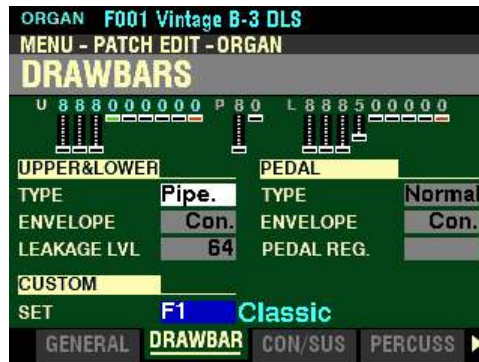 ORGAN F001 Vintage B-3 DLS
MENU - PATCH EDIT - ORGAN
DRAWBARS
U 888000000 P 80 L 888500000
UPPER&LOWER PEDAL
TYPE Pipe. TYPE Normal
ENVELOPE Con. ENVELOPE Con.
LEAKAGE LVL 64 PEDAL REG.
CUSTOM
SET F1 Classic
GENERAL DRAWBAR CON/SUS PERCUSS